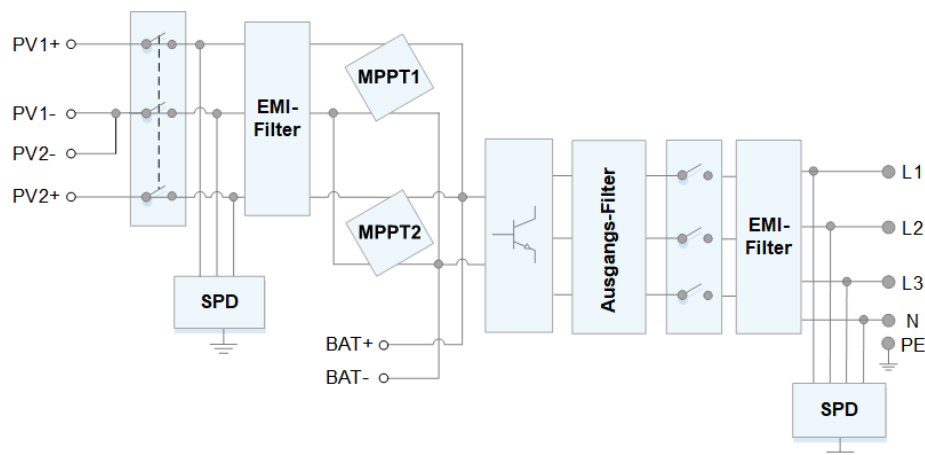 PV1+
PV1-
PV2-
PV2+
EMI-
Filter
MPPT1
MPPT2
SPD
BAT+
BAT-
Ausgangs-Filter
EMI-
Filter
L1
L2
L3
N
PE
SPD